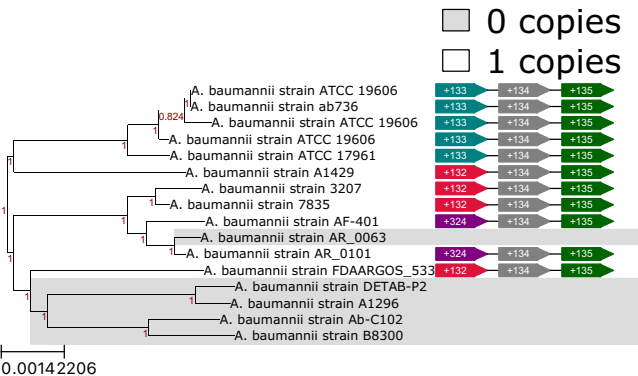 0 copies
1 copies
A. baumannii strain ATCC 19606 +133 +134 +135
1 A. baumannii strain ab736 +133 +134 +135
0.824 A. baumannii strain ATCC 19606 +133 +134 +135
1 A. baumannii strain ATCC 19606 +133 +134 +135
1 A. baumannii strain ATCC 17961 +133 +134 +135
1 A. baumannii strain A1429 +132 +134 +135
A. baumannii strain 3207 +132 +134 +135
1 1 A. baumannii strain 7835 +132 +134 +135
1 A. baumannii strain AF-401 +324 +134 +135
1 A. baumannii strain AR_0063
1 1 1 A. baumannii strain AR_0101 +324 +134 +135
1 A. baumannii strain FDAARGOS_533 +132 +134 +135
A. baumannii strain DETAB-P2
1 1 A. baumannii strain A1296
1 A. baumannii strain Ab-C102
1 A. baumannii strain B8300
0.00142206